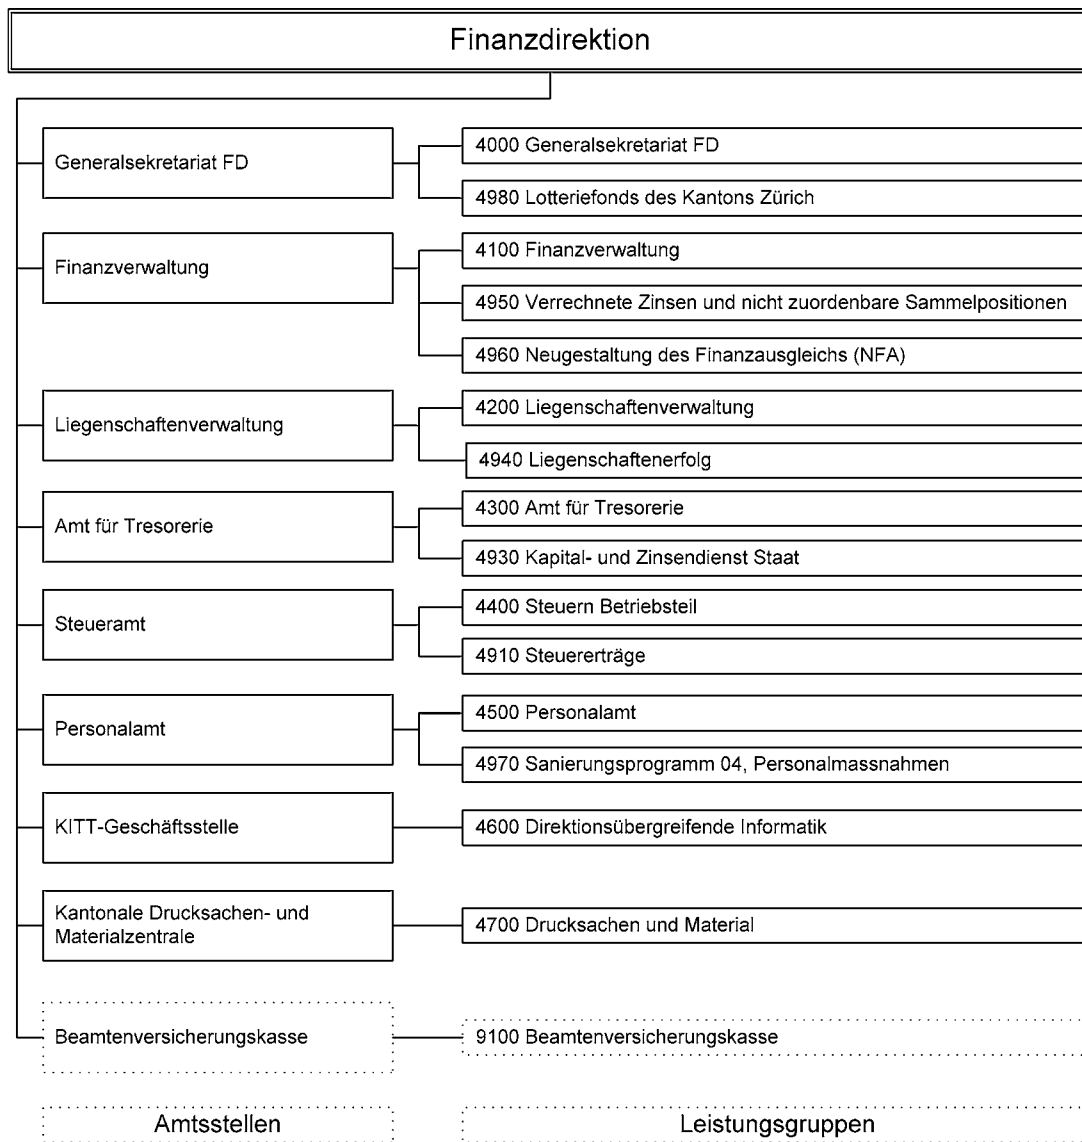 Finanzdirektion
Generalsekretariat FD
4000 Generalsekretariat FD
4980 Lotteriefonds des Kantons Zürich
Finanzverwaltung
4100 Finanzverwaltung
4950 Verrechnete Zinsen und nicht zuordenbare Sammelpositionen
4960 Neugestaltung des Finanzausgleichs (NFA)
Liegenschaftenverwaltung
4200 Liegenschaftenverwaltung
4940 Liegenschaftenerfolg
Amt für Tresorerie
4300 Amt für Tresorerie
4930 Kapital- und Zinsendienst Staat
Steueramt
4400 Steuern Betriebsteil
4910 Steuererträge
Personalamt
4500 Personalamt
4970 Sanierungsprogramm 04, Personalmassnahmen
KITT-Geschäftsstelle
4600 Direktionsübergreifende Informatik
Kantonale Drucksachen- und
Materialzentrale
4700 Drucksachen und Material
Beamtenversicherungskasse
9100 Beamtenversicherungskasse
Amtsstellen
Leistungsgruppen